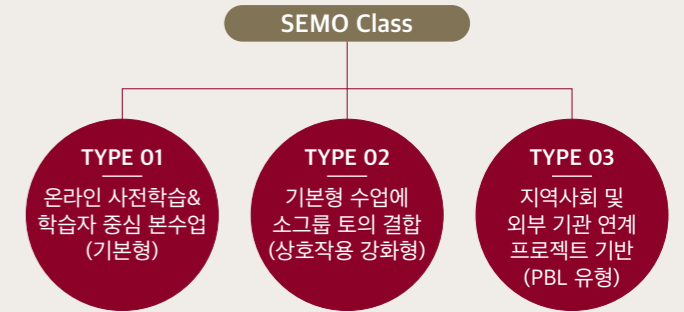 SEMO Class
TYPE 01
온라인 사전학습&
학습자 중심 본수업
(기본형)
TYPE 02
기본형 수업에
소그룹 토의 결합
(상호작용 강화형)
TYPE 03
지역사회 및
외부 기관 연계
프로젝트 기반
(PBL 유형)